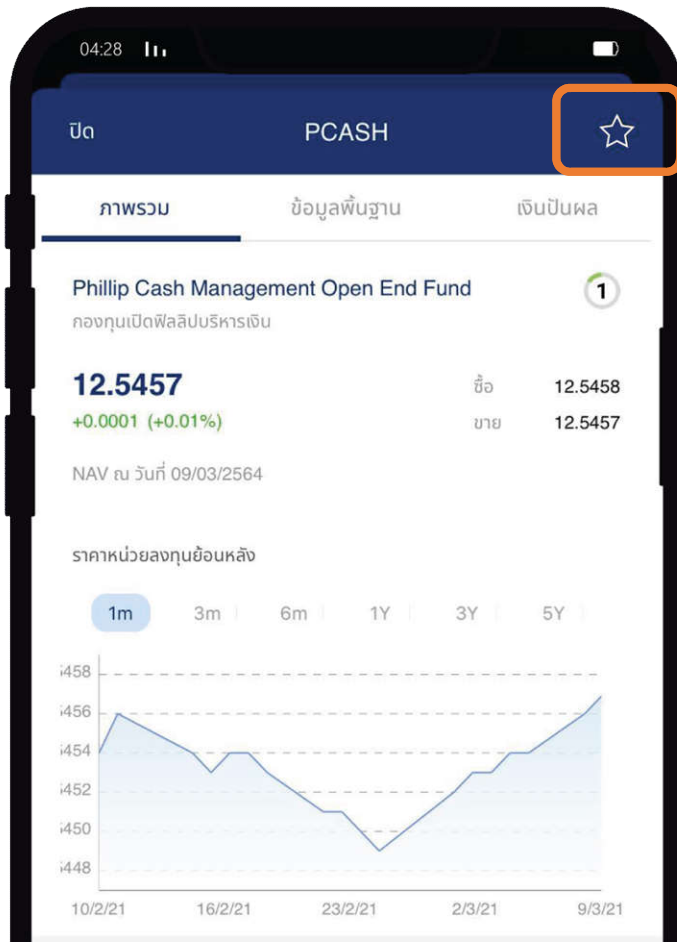 04:28
ปิด PCASH
ภาพรวม ข้อมูลพื้นฐาน เงินปันผล
Phillip Cash Management Open End Fund 1
กองทุนเปิดฟิลลิปบริหารเงิน
12.5457 ซื้อ 12.5458
+0.0001 (+0.01%) ขาย 12.5457
NAV ณ วันที่ 09/03/2564
ราคาหน่วยลงทุนย้อนหลัง
1m 3m 6m 1Y 3Y 5Y
458
456
454
452
450
448
10/2/21 16/2/21 23/2/21 2/3/21 9/3/21